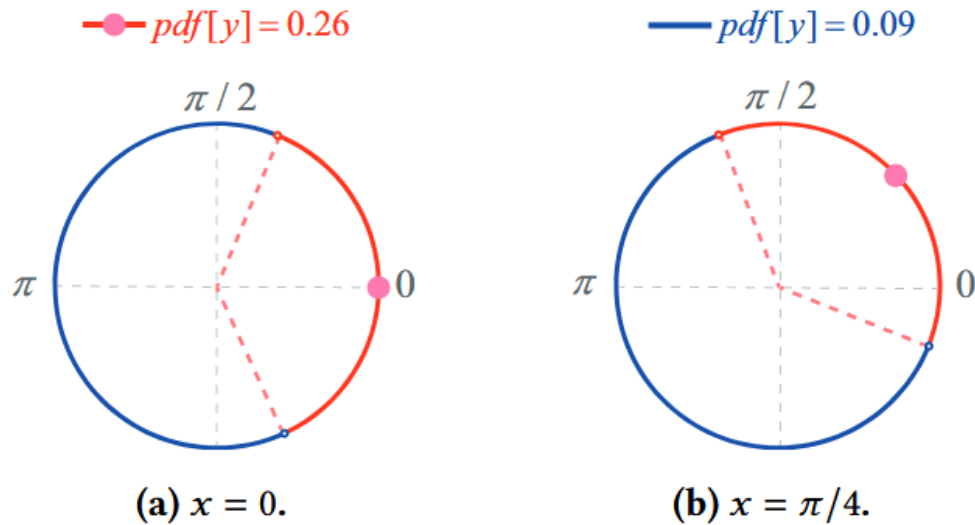 pdf[y] = 0.26
pdf[y] = 0.09
π / 2
π
0
π / 2
π
0
(a) x = 0.
(b) x = π/4.